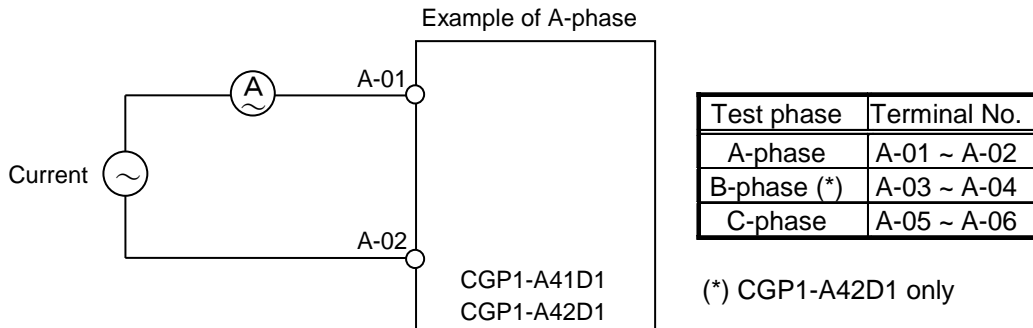 Example of A-phase
A-01
A
Current
A-02
CGP1-A41D1
CGP1-A42D1
Test phase Terminal No.
A-phase A-01 ~ A-02
B-phase (*) A-03 ~ A-04
C-phase A-05 ~ A-06
(*) CGP1-A42D1 only